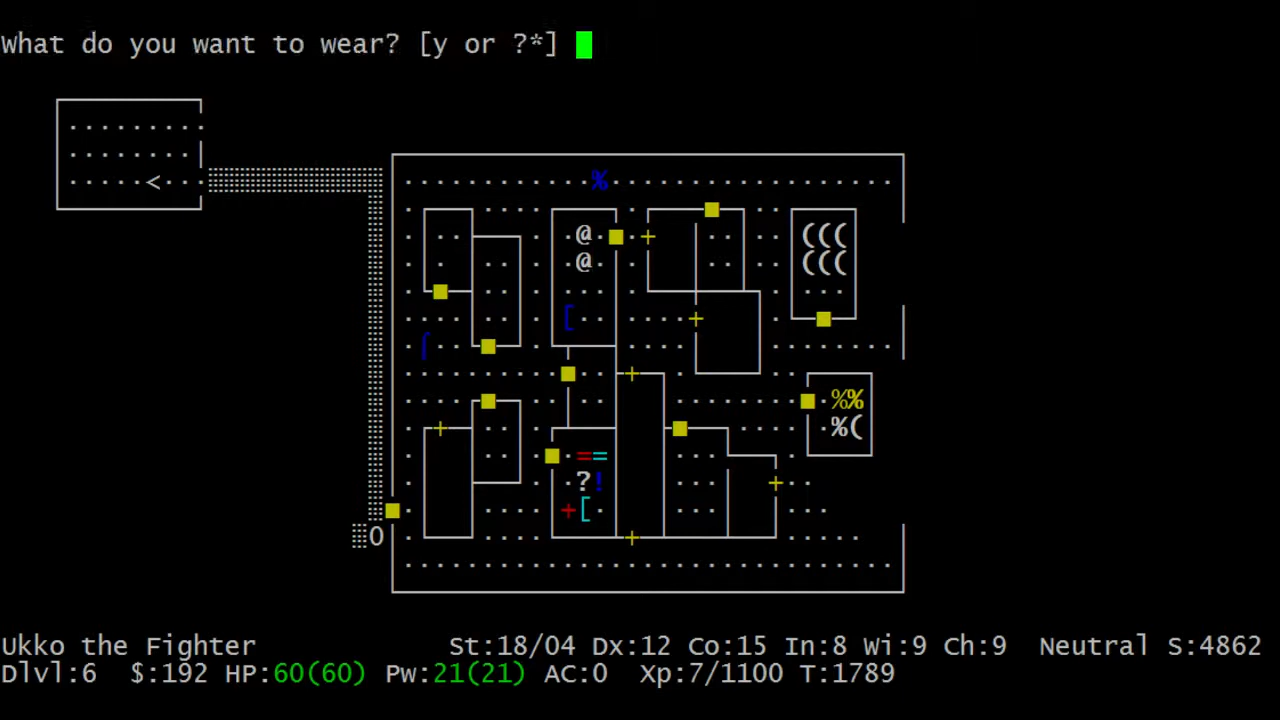 What do you want to wear? [y or ?*]
Ukko the Fighter St:18/04 Dx:12 Co:15 In:8 Wi:9 Ch:9 Neutral S:4862
Dlvl:6 $:192 HP:60(60) Pw:21(21) AC:0 Xp:7/1100 T:1789